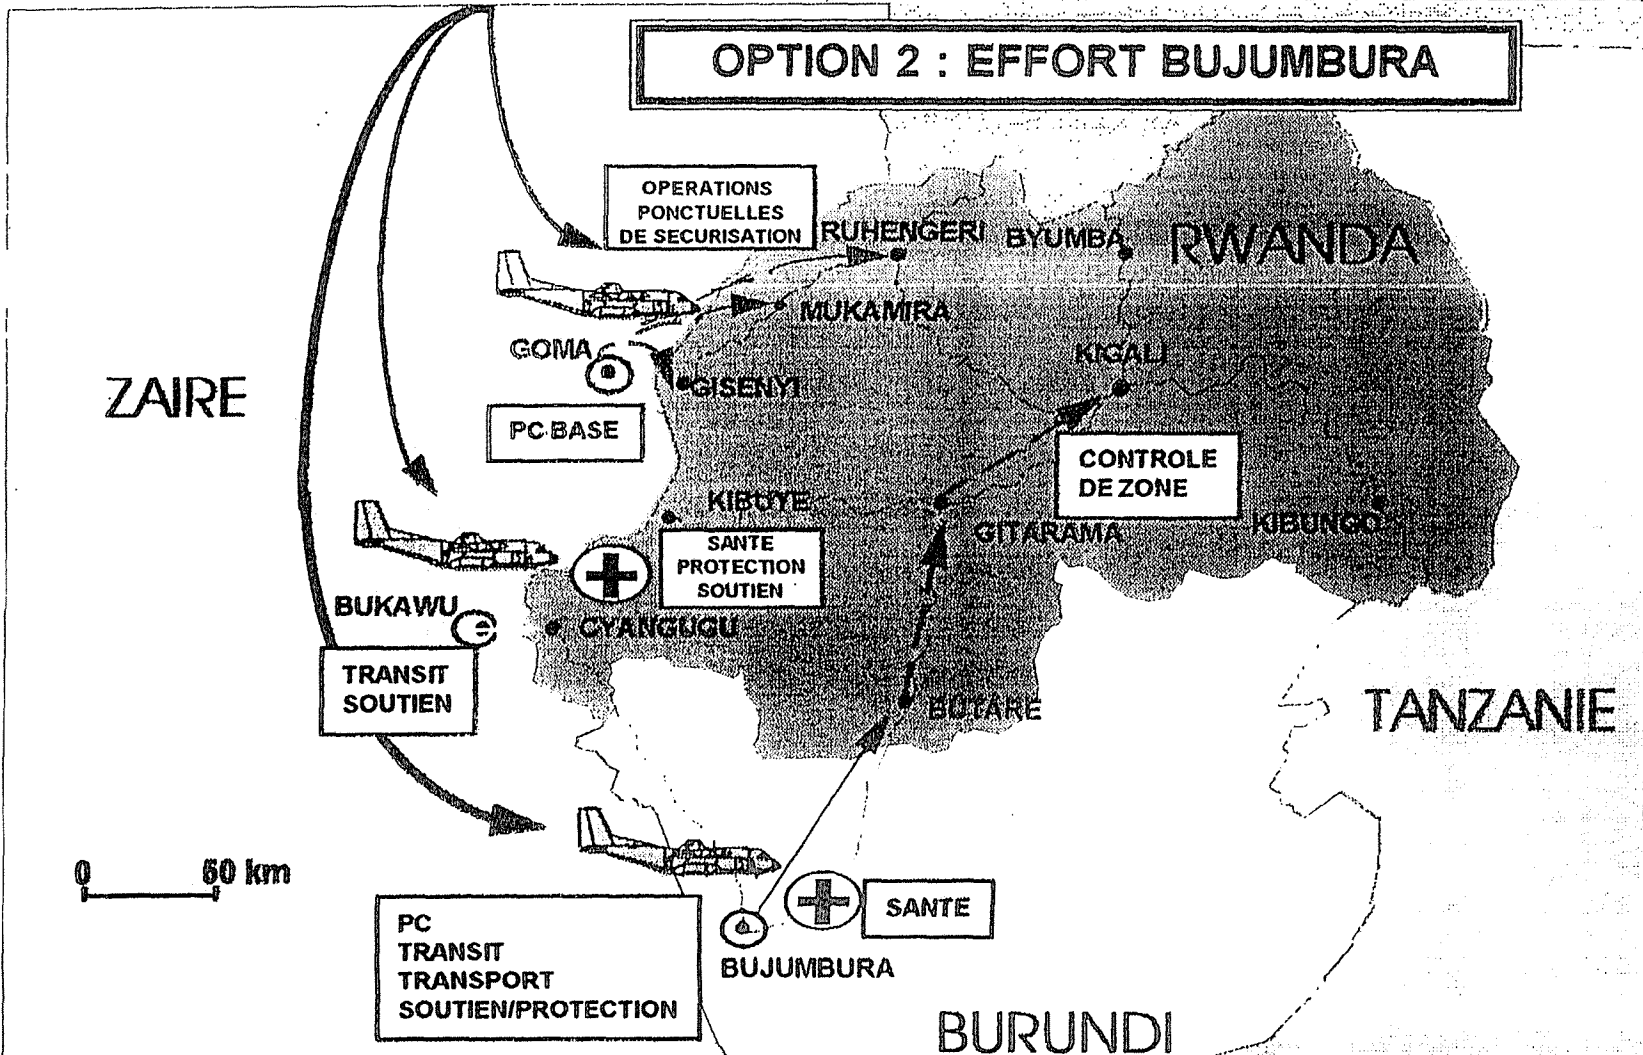 OPTION 2 : EFFORT BUJUMBURA
OPERATIONS
PONCTUELLES
DE SECURISATION
RUHENGERI
BYUMBA
RWANDA
MUKAMIRA
GOMA
KIGALI
ZAIRE
GISENYI
PC BASE
CONTROLE
DE ZONE
KIBUYE
GITARAMA
KIBUNGO
SANTE
PROTECTION
SOUTIEN
BUKAWU
CYANGUGU
TRANSIT
SOUTIEN
BUTARE
TANZANIE
0 50 km
SANTE
PC
TRANSIT
TRANSPORT
SOUTIEN/PROTECTION
BUJUMBURA
BURUNDI